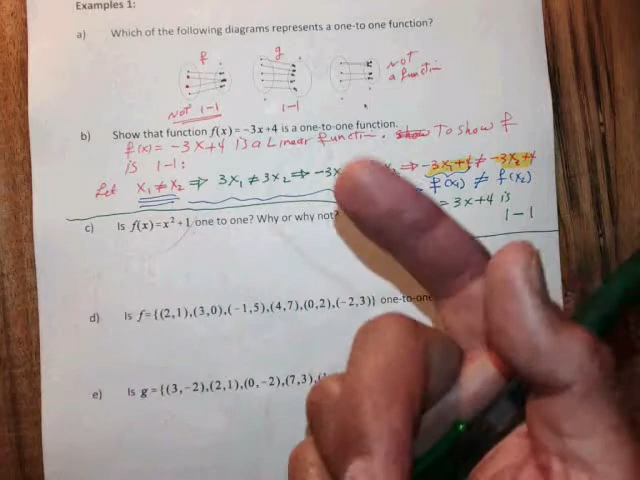 Examples 1:
a) Which of the following diagrams represents a one-to one function?
f g
not 1-1 1-1 not a function
b) Show that function f(x)=-3x+4 is a one-to-one function.
f(x) = -3x+4 is a Linear function. To show f
is 1-1:
Let x₁ ≠ x₂ ⇒ 3x₁ ≠ 3x₂ ⇒ -3x x₂ ⇒ -3x₁+4 ≠ -3x₂+4
f(x₁) ≠ f(x₂)
= 3x+4 is
1-1
c) Is f(x)=x²+1 one to one? Why or why not?
d) Is f={(2,1),(3,0),(-1,5),(4,7),(0,2),(-2,3)} one-to-one
e) Is g={(3,-2),(2,1),(0,-2),(7,3),(